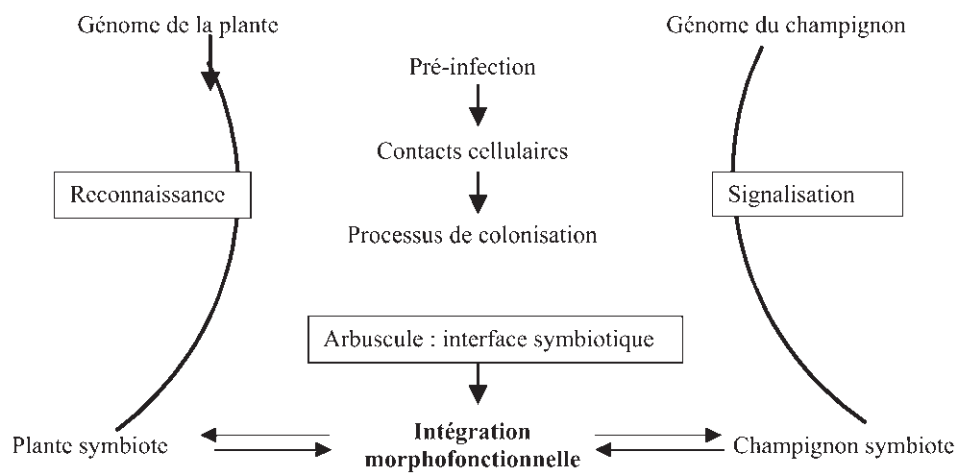 Génome de la plante
Génome du champignon
Pré-infection
Contacts cellulaires
Reconnaissance
Signalisation
Processus de colonisation
Arbuscule : interface symbiotique
Plante symbiote
Intégration
morphofonctionnelle
Champignon symbiote